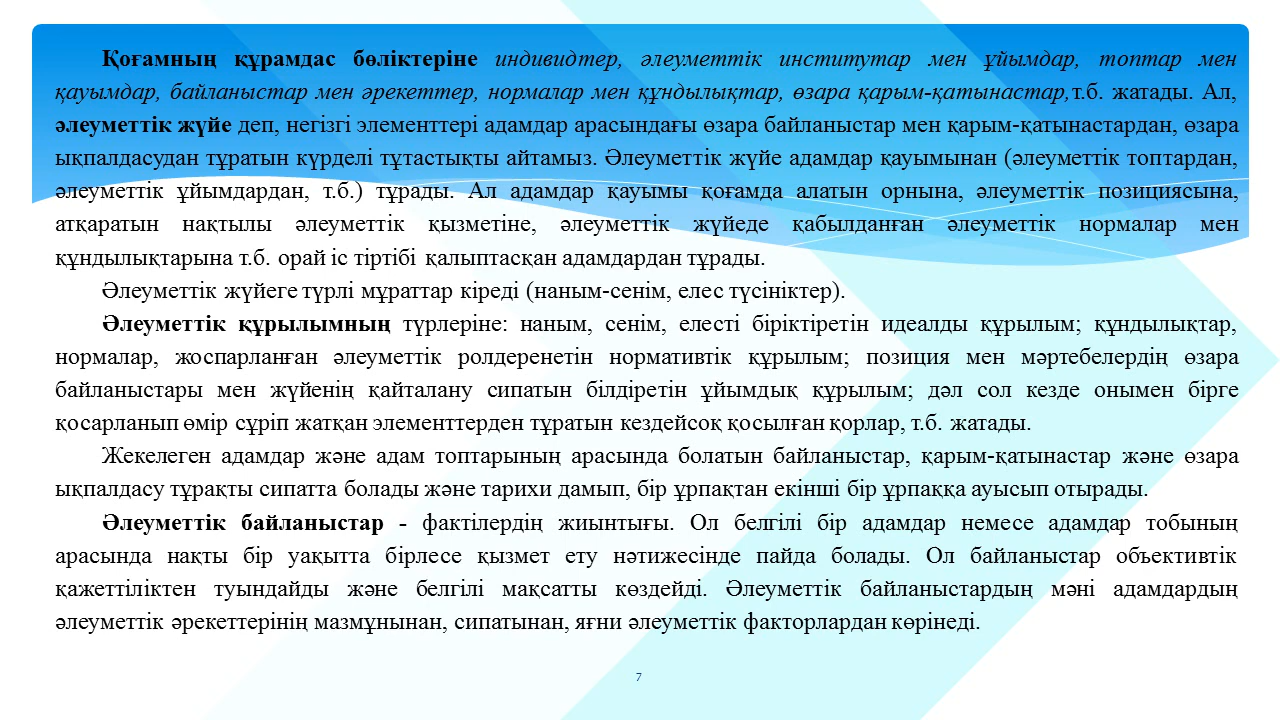 Қоғамның құрамдас бөліктеріне индивидтер, әлеуметтік институтар мен ұйымдар, топтар мен
қауымдар, байланыстар мен әрекеттер, нормалар мен құндылықтар, өзара қарым-қатынастар,т.б. жатады. Ал,
әлеуметтік жүйе деп, негізгі элементтері адамдар арасындағы өзара байланыстар мен қарым-қатынастардан, өзара
ықпалдасудан тұратын күрделі тұтастықты айтамыз. Әлеуметтік жүйе адамдар қауымынан (әлеуметтік топтардан,
әлеуметтік ұйымдардан, т.б.) тұрады. Ал адамдар қауымы қоғамда алатын орнына, әлеуметтік позициясына,
атқаратын нақтылы әлеуметтік қызметіне, әлеуметтік жүйеде қабылданған әлеуметтік нормалар мен
құндылықтарына т.б. орай іс тіртібі қалыптасқан адамдардан тұрады.
Әлеуметтік жүйеге түрлі мұраттар кіреді (наным-сенім, елес түсініктер).
Әлеуметтік құрылымның түрлеріне: наным, сенім, елесті біріктіретін идеалды құрылым; құндылықтар,
нормалар, жоспарланған әлеуметтік ролдеренетін нормативтік құрылым; позиция мен мәртебелердің өзара
байланыстары мен жүйенің қайталану сипатын білдіретін ұйымдық құрылым; дәл сол кезде онымен бірге
қосарланып өмір сұріп жатқан элементтерден тұратын кездейсоқ қосылған қорлар, т.б. жатады.
Жекелеген адамдар және адам топтарының арасында болатын байланыстар, қарым-қатынастар және өзара
ықпалдасу тұрақты сипатта болады және тарихи дамып, бір ұрпақтан екінші бір ұрпаққа ауысып отырады.
Әлеуметтік байланыстар - фактілердің жиынтығы. Ол белгілі бір адамдар немесе адамдар тобының
арасында нақты бір уақытта бірлесе қызмет ету нәтижесінде пайда болады. Ол байланыстар объективтік
қажеттіліктен туындайды және белгілі мақсатты көздейді. Әлеуметтік байланыстардың мәні адамдардың
әлеуметтік әрекеттерінің мазмұнынан, сипатынан, яғни әлеуметтік факторлардан көрінеді.
7